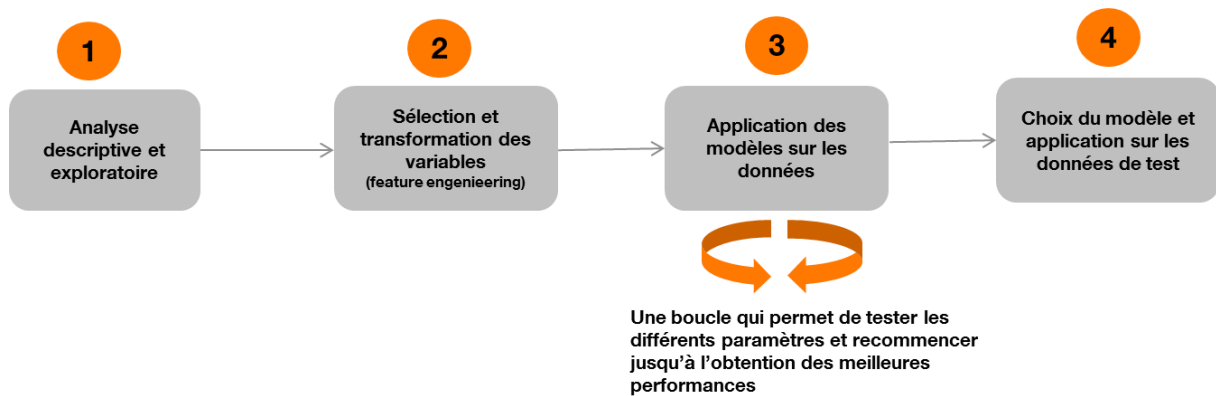 1
Analyse
descriptive et
exploratoire
2
Sélection et
transformation des
variables
(feature engenieering)
3
Application des
modèles sur les
données
4
Choix du modèle et
application sur les
données de test
Une boucle qui permet de tester les
différents paramètres et recommencer
jusqu’à l’obtention des meilleures
performances